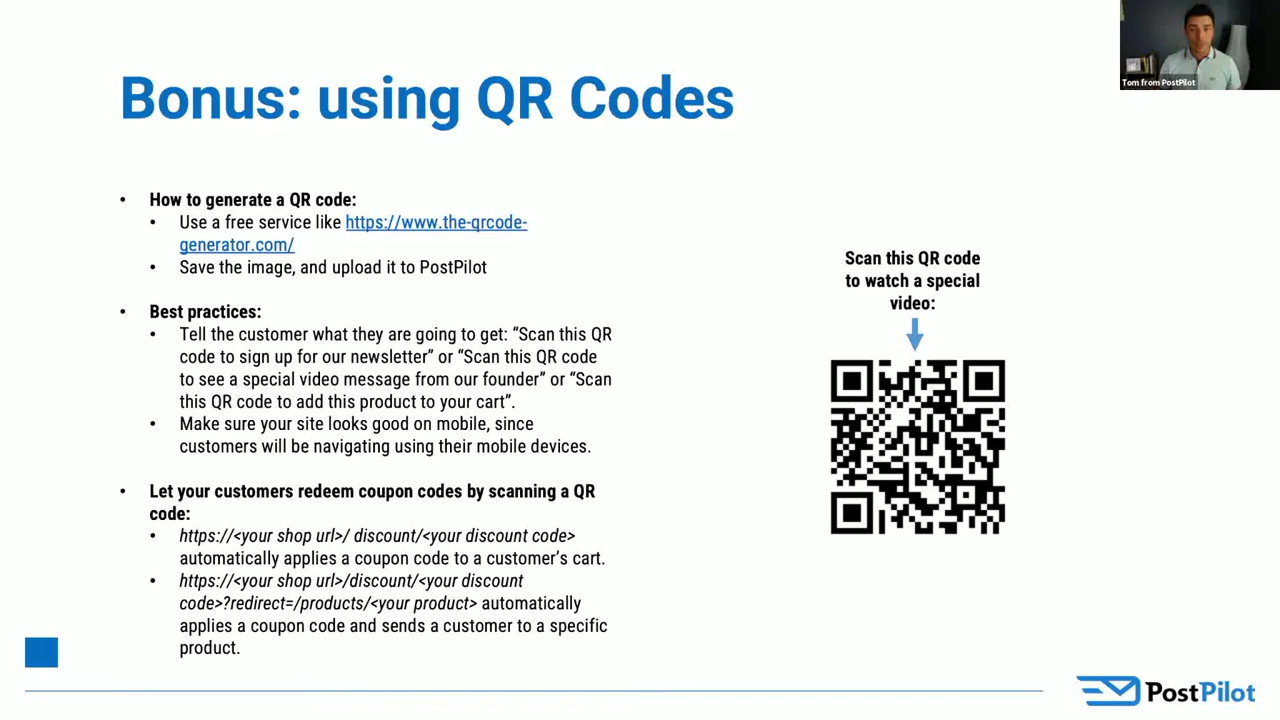 Tom from PostPilot
Bonus: using QR Codes
• How to generate a QR code:
• Use a free service like https://www.the-qrcode-
generator.com/
• Save the image, and upload it to PostPilot
• Best practices:
• Tell the customer what they are going to get: “Scan this QR
code to sign up for our newsletter” or “Scan this QR code
to see a special video message from our founder” or “Scan
this QR code to add this product to your cart”.
• Make sure your site looks good on mobile, since
customers will be navigating using their mobile devices.
• Let your customers redeem coupon codes by scanning a QR
code:
• https://<your shop url>/ discount/<your discount code>
automatically applies a coupon code to a customer’s cart.
• https://<your shop url>/discount/<your discount
code>?redirect=/products/<your product> automatically
applies a coupon code and sends a customer to a specific
product.
Scan this QR code
to watch a special
video:
PostPilot